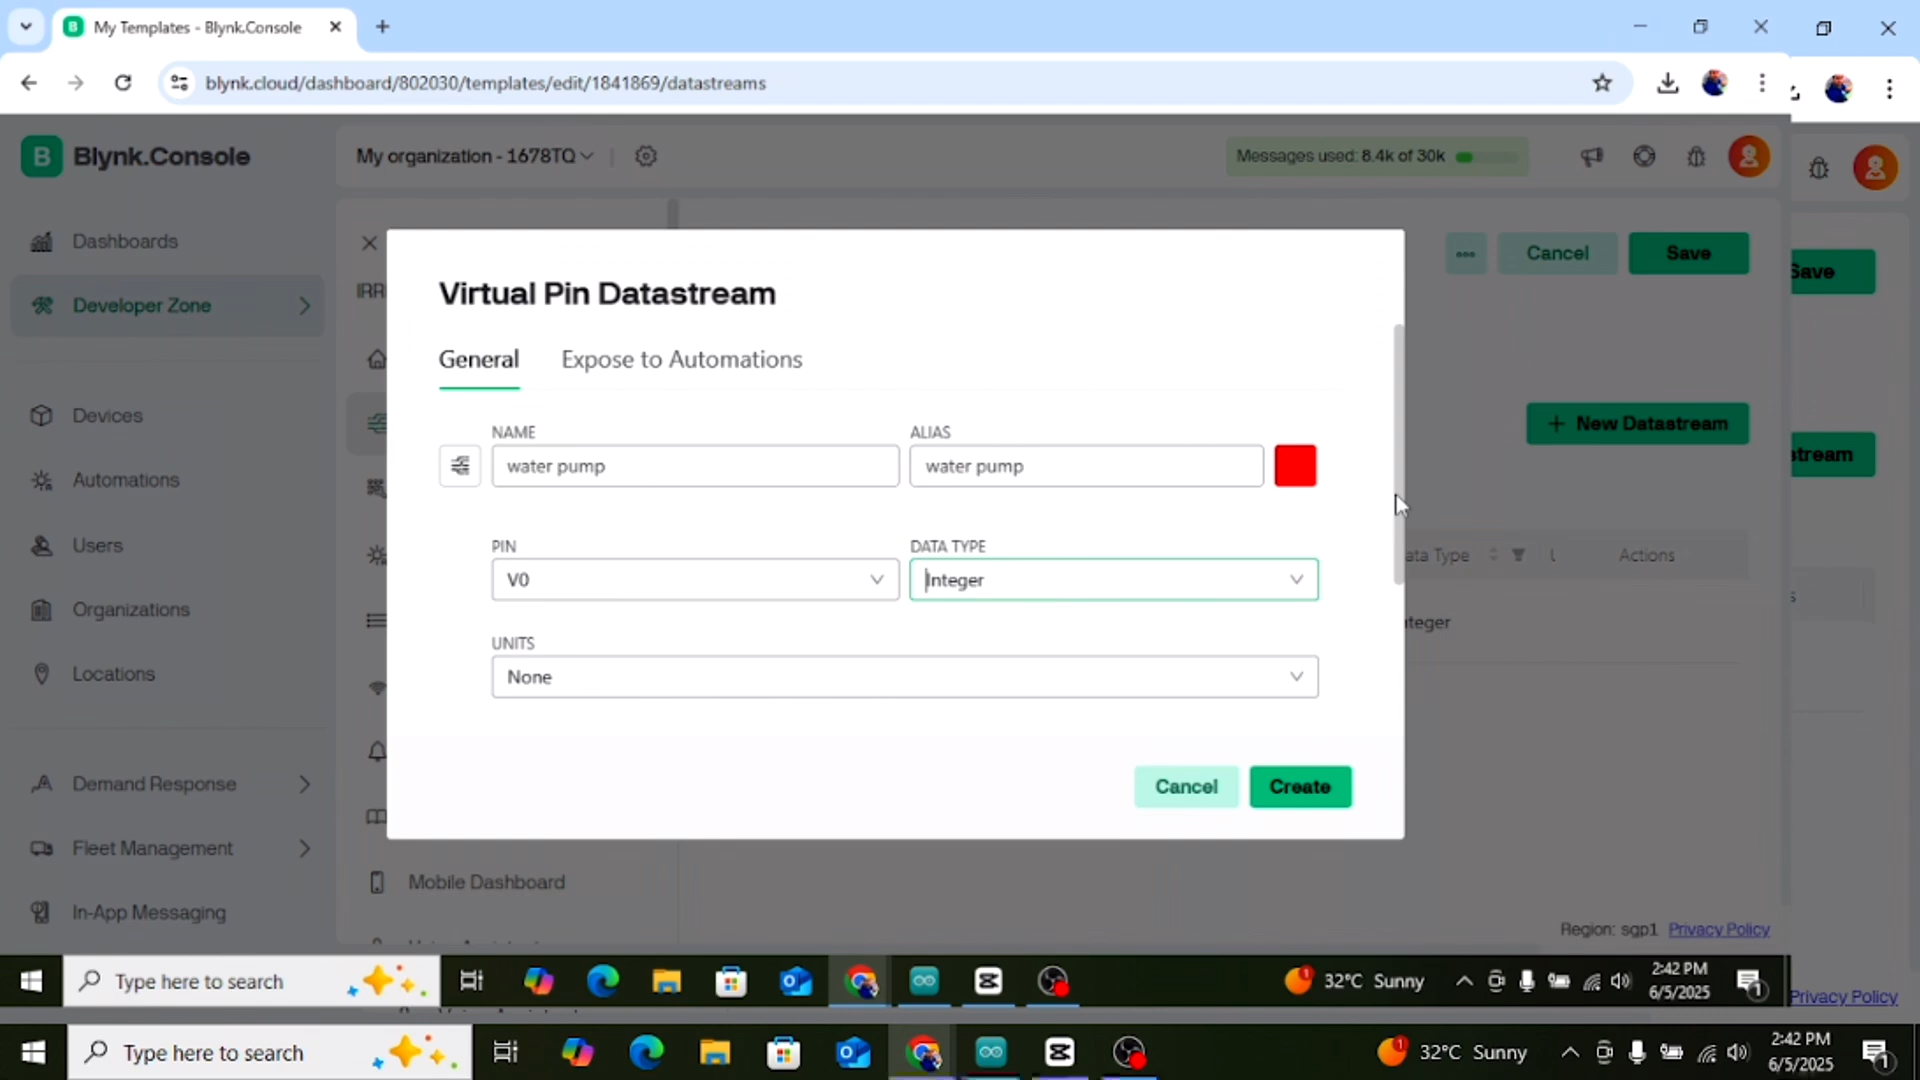 My Templates - Blynk.Console
blynk.cloud/dashboard/802030/templates/edit/1841869/datastreams
B Blynk.Console
My organization - 1678TQ
Messages used: 8.4k of 30k
Dashboards
Developer Zone
Devices
Automations
Users
Organizations
Locations
Demand Response
Fleet Management
In-App Messaging
IRR
Cancel
Save
Save
Virtual Pin Datastream
General
Expose to Automations
NAME
ALIAS
water pump
water pump
PIN
DATA TYPE
V0
Integer
UNITS
None
Cancel
Create
+ New Datastream
stream
ata Type
Actions
nteger
Mobile Dashboard
Region: sgp1 Privacy Policy
Privacy Policy
Type here to search
32°C Sunny
2:42 PM
6/5/2025
1
Type here to search
32°C Sunny
2:42 PM
6/5/2025
1